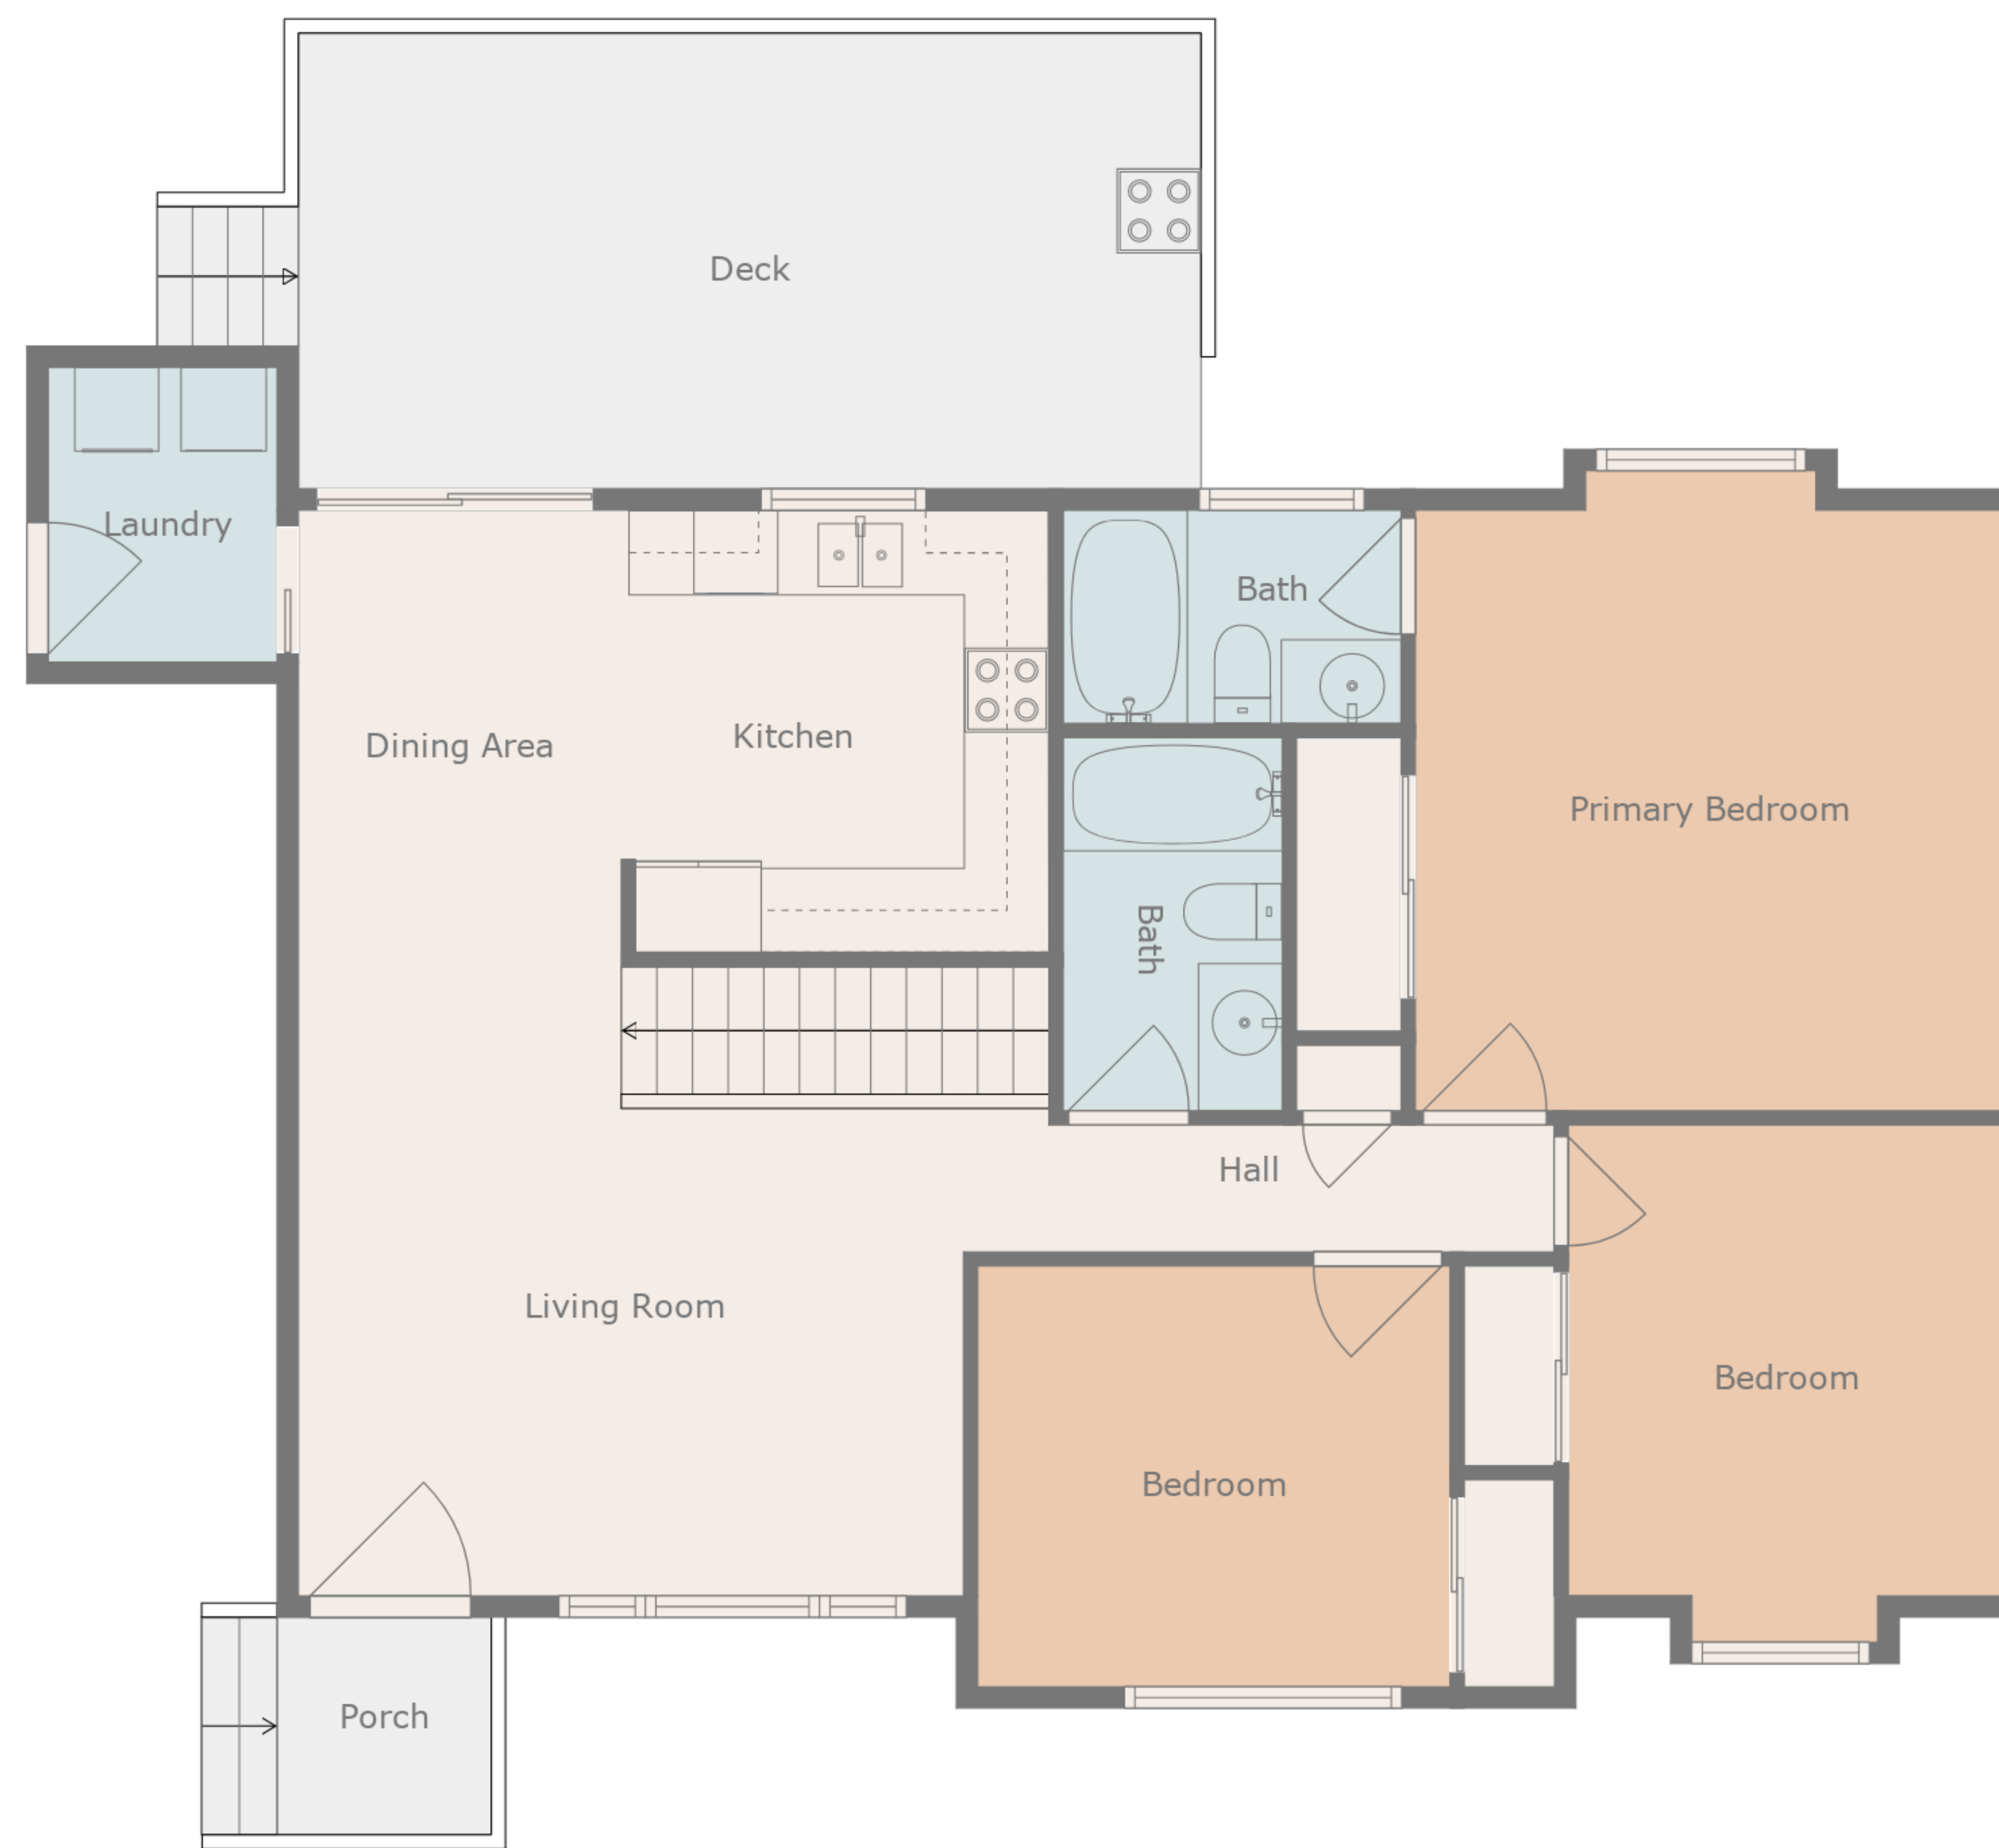 Deck
Laundry
Bath
Dining Area
Kitchen
Primary Bedroom
Bath
Hall
Living Room
Bedroom
Bedroom
Porch